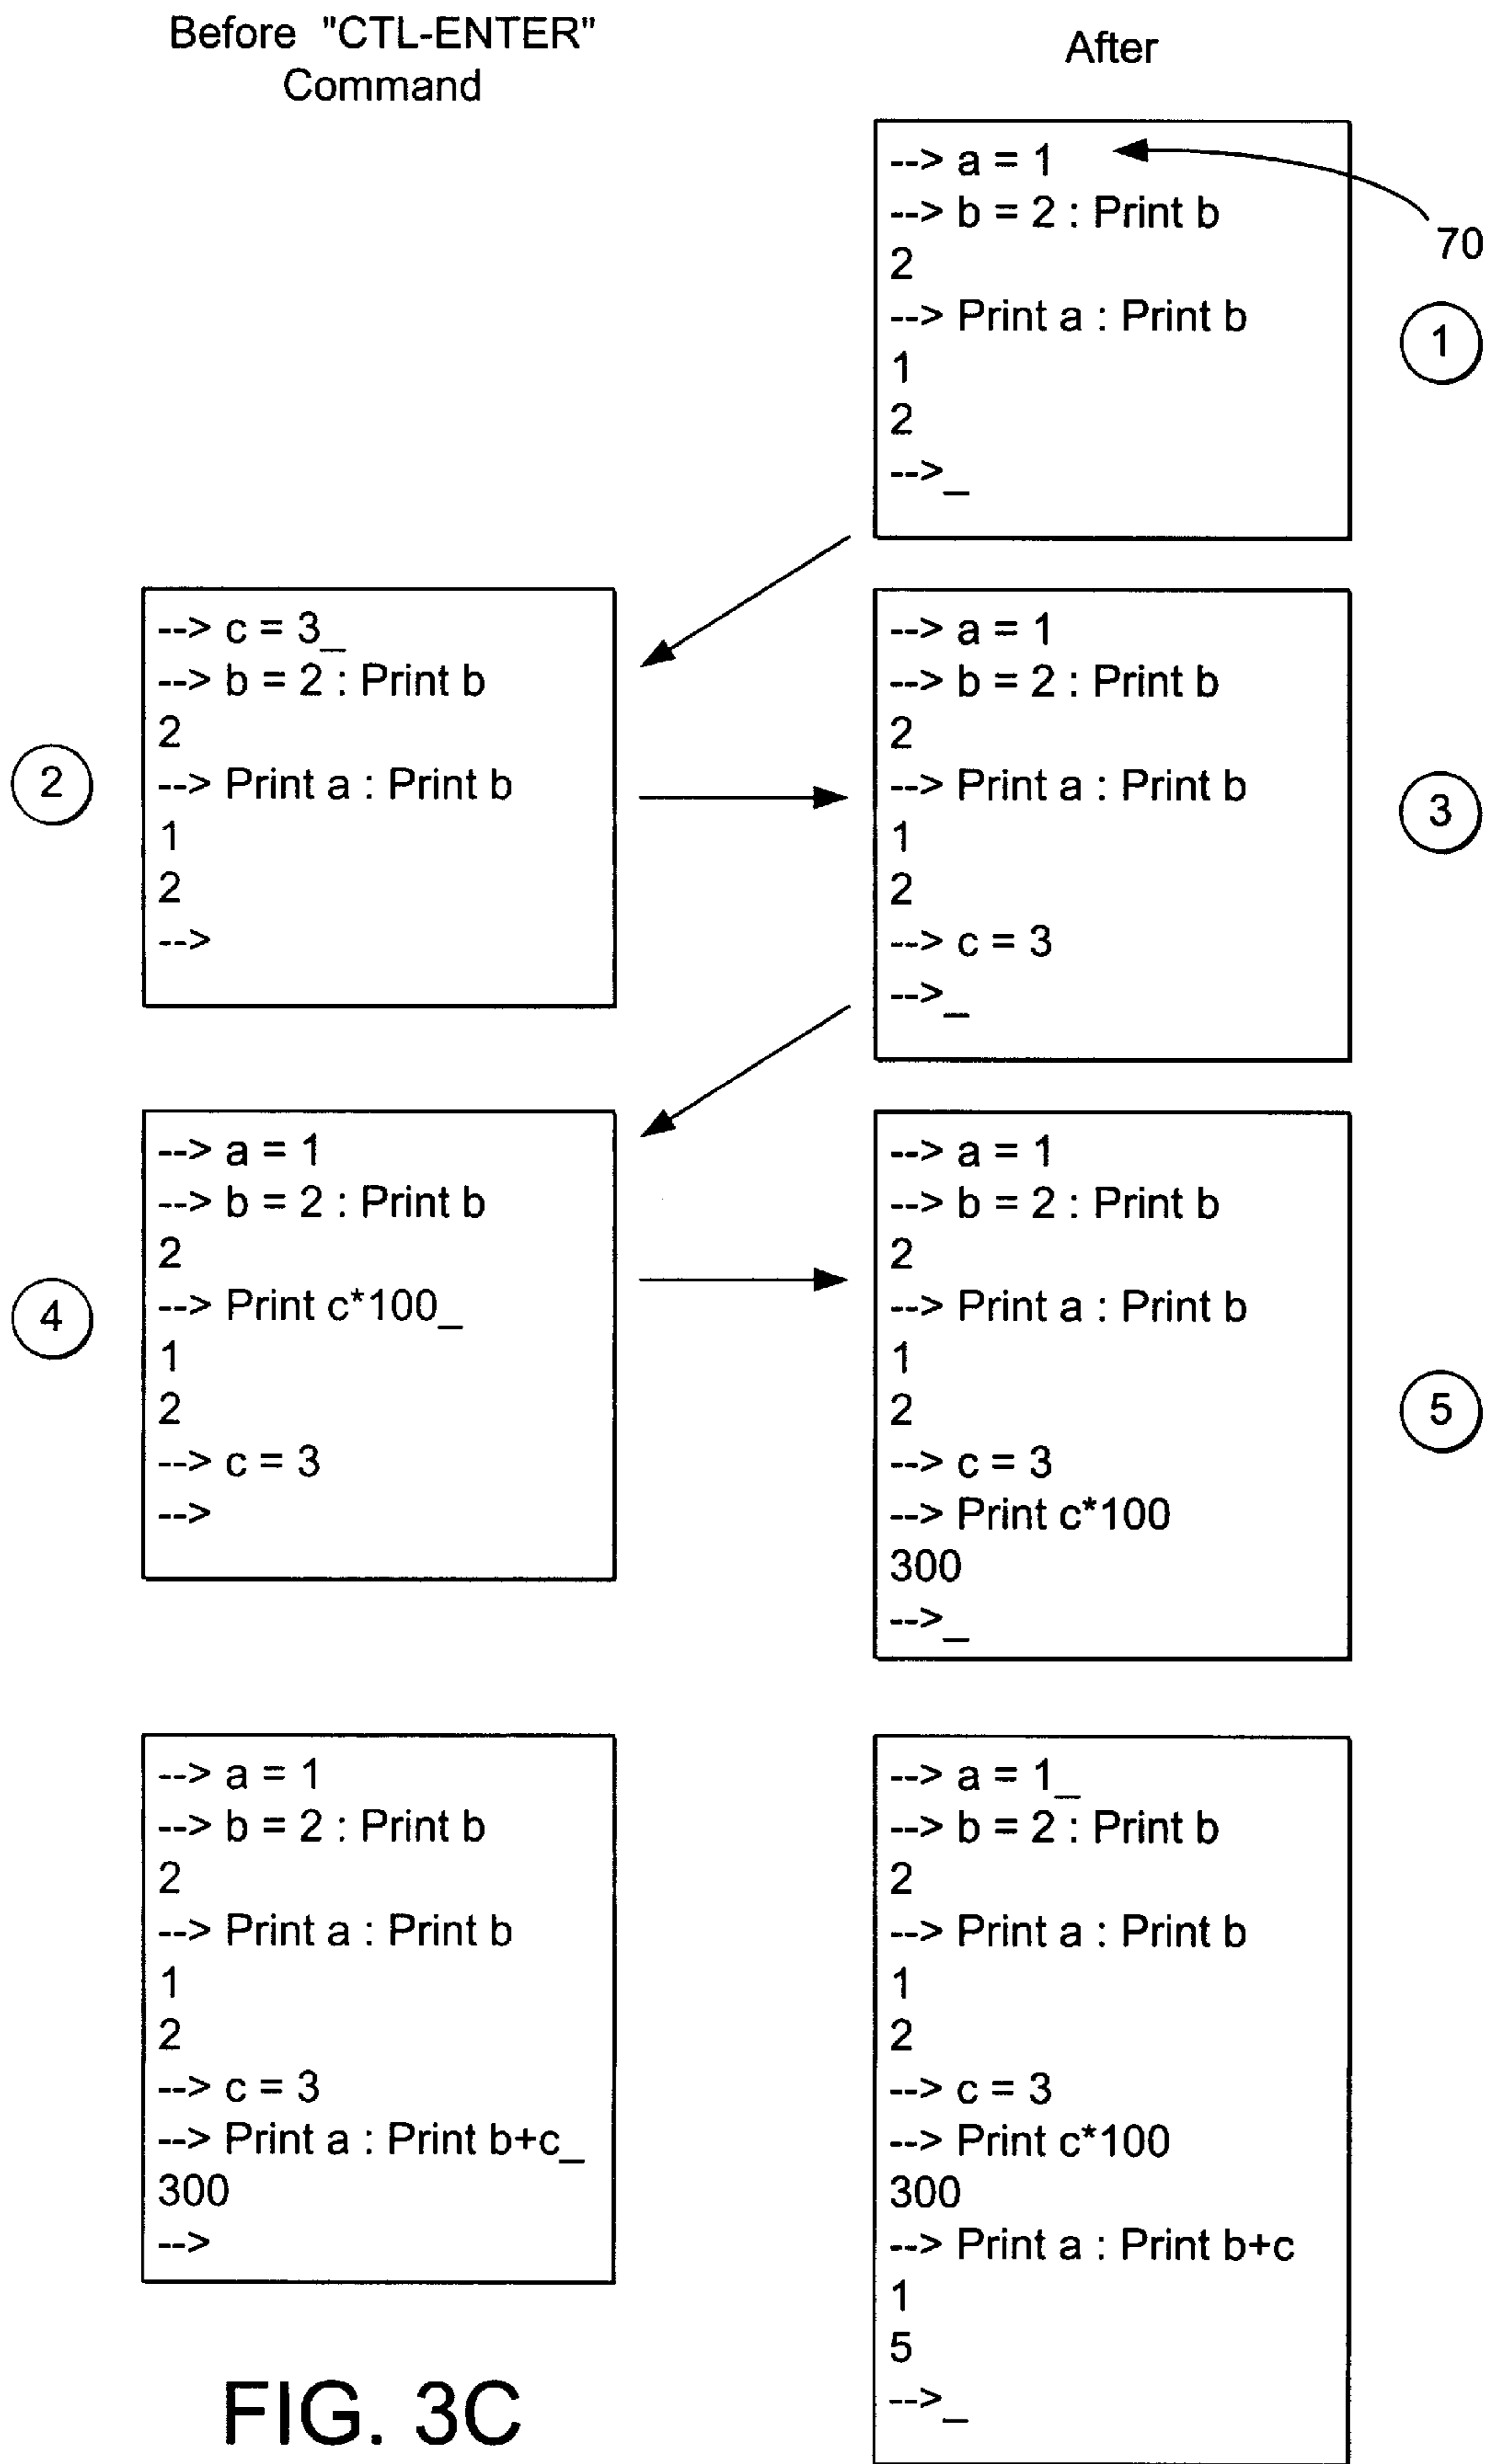 Before "CTL-ENTER"
Command
After
--> a = 1
--> b = 2 : Print b
2
--> Print a : Print b
1
2
-->_
70
1
--> c = 3_
--> b = 2 : Print b
2
--> Print a : Print b
1
2
-->
2
--> a = 1
--> b = 2 : Print b
2
--> Print a : Print b
1
2
--> c = 3
-->_
3
--> a = 1
--> b = 2 : Print b
2
--> Print c*100_
1
2
--> c = 3
-->
4
--> a = 1
--> b = 2 : Print b
2
--> Print a : Print b
1
2
--> c = 3
--> Print c*100
300
-->_
5
--> a = 1
--> b = 2 : Print b
2
--> Print a : Print b
1
2
--> c = 3
--> Print a : Print b+c_
300
-->
--> a = 1_
--> b = 2 : Print b
2
--> Print a : Print b
1
2
--> c = 3
--> Print c*100
300
--> Print a : Print b+c
1
5
-->_
FIG. 3C